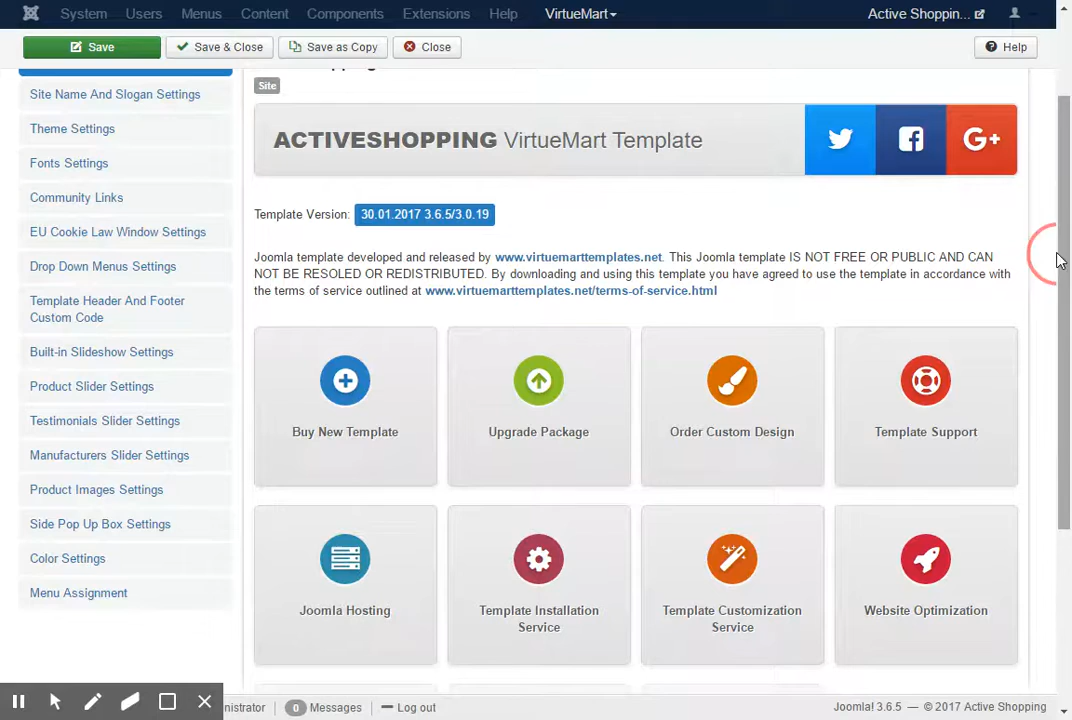 System Users Menus Content Components Extensions Help VirtueMart Active Shoppin...
Save Save & Close Save as Copy Close Help
Site
Site Name And Slogan Settings
Theme Settings
Fonts Settings
Community Links
EU Cookie Law Window Settings
Drop Down Menus Settings
Template Header And Footer
Custom Code
Built-in Slideshow Settings
Product Slider Settings
Testimonials Slider Settings
Manufacturers Slider Settings
Product Images Settings
Side Pop Up Box Settings
Color Settings
Menu Assignment
ACTIVESHOPPING VirtueMart Template
G+
Template Version: 30.01.2017 3.6.5/3.0.19
Joomla template developed and released by www.virtuemarttemplates.net. This Joomla template IS NOT FREE OR PUBLIC AND CAN
NOT BE RESOLED OR REDISTRIBUTED. By downloading and using this template you have agreed to use the template in accordance with
the terms of service outlined at www.virtuemarttemplates.net/terms-of-service.html
Buy New Template
Upgrade Package
Order Custom Design
Template Support
Joomla Hosting
Template Installation
Service
Template Customization
Service
Website Optimization
nistrator 0 Messages Log out Joomla! 3.6.5 — © 2017 Active Shopping